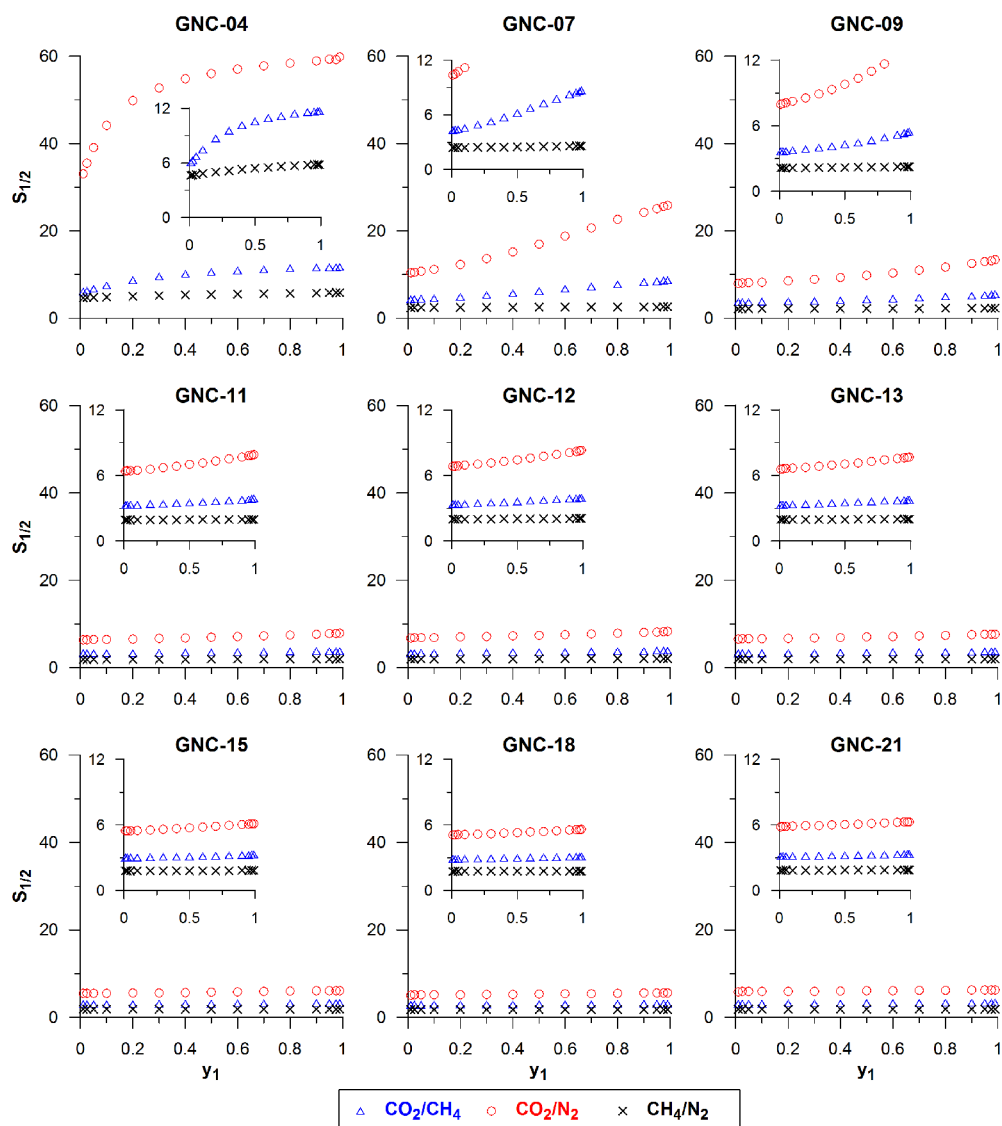 GNC-04 GNC-07 GNC-09
60 60 60
12 12 12
6 6 6
0 0 0
0 0.5 1 0 0.5 1 0 0.5 1
40 40 40
S1/2
20 20 20
0 0 0
0 0.2 0.4 0.6 0.8 1 0 0.2 0.4 0.6 0.8 1 0 0.2 0.4 0.6 0.8 1
GNC-11 GNC-12 GNC-13
60 60 60
12 12 12
6 6 6
0 0 0
0 0.5 1 0 0.5 1 0 0.5 1
40 40 40
S1/2
20 20 20
0 0 0
0 0.2 0.4 0.6 0.8 1 0 0.2 0.4 0.6 0.8 1 0 0.2 0.4 0.6 0.8 1
GNC-15 GNC-18 GNC-21
60 60 60
12 12 12
6 6 6
0 0 0
0 0.5 1 0 0.5 1 0 0.5 1
40 40 40
S1/2
20 20 20
0 0 0
0 0.2 0.4 0.6 0.8 1 0 0.2 0.4 0.6 0.8 1 0 0.2 0.4 0.6 0.8 1
y1 y1 y1
CO2/CH4 CO2/N2 CH4/N2